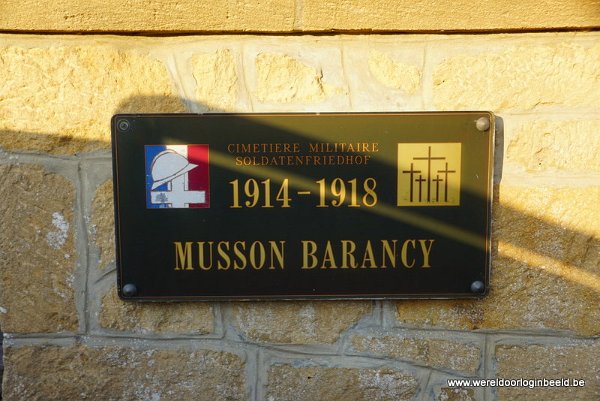 CIMETIERE MILITAIRE
SOLDATENFRIEDHOF
1914-1918
MUSSON BARANCY
www.wereldoorloginbeeld.be